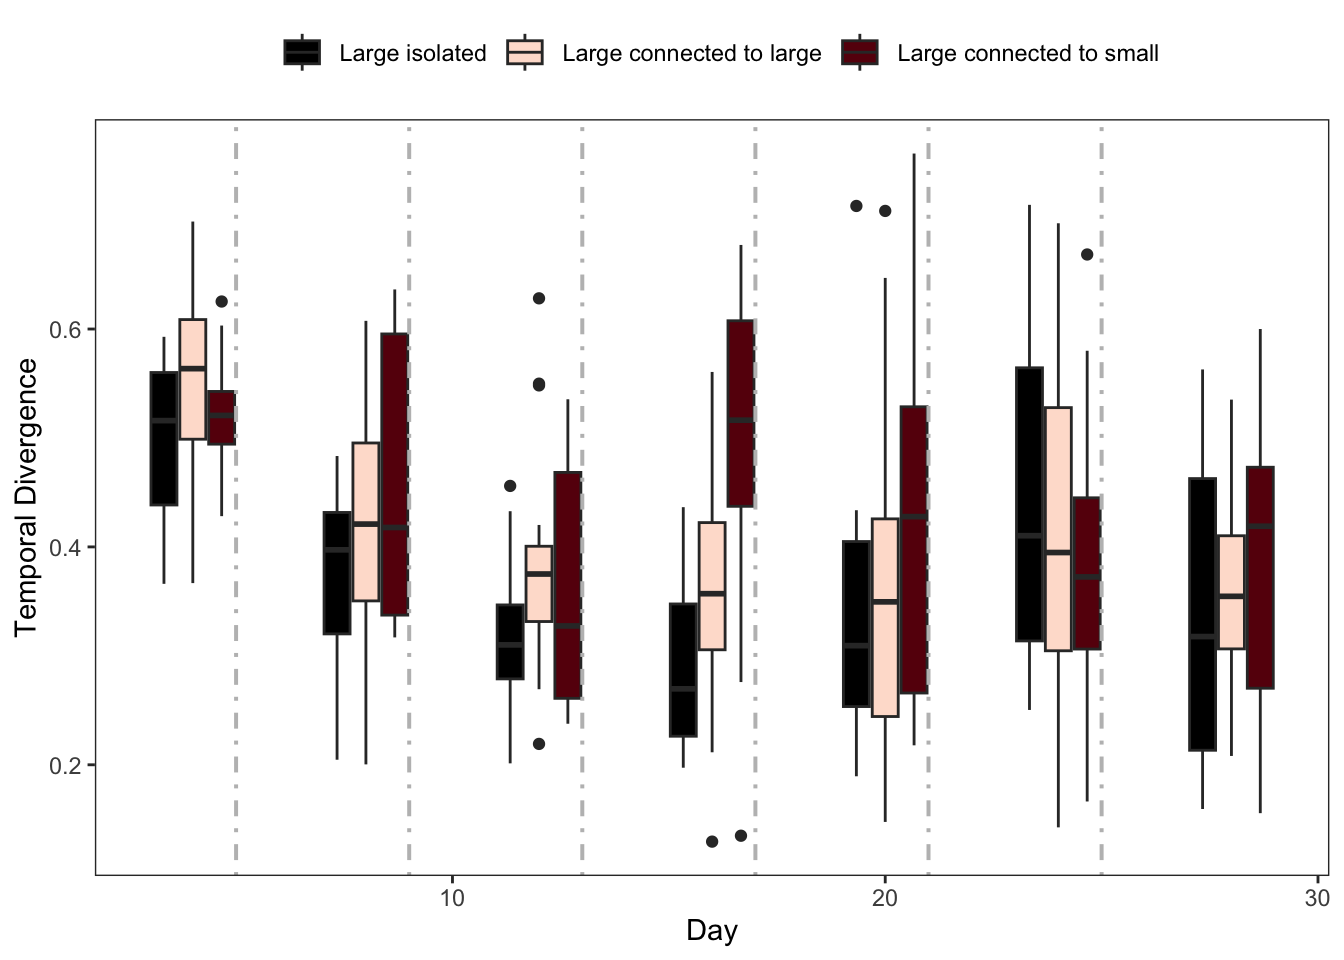 Large isolated Large connected to large Large connected to small
Temporal Divergence
0.6
0.4
0.2
10 20 30
Day